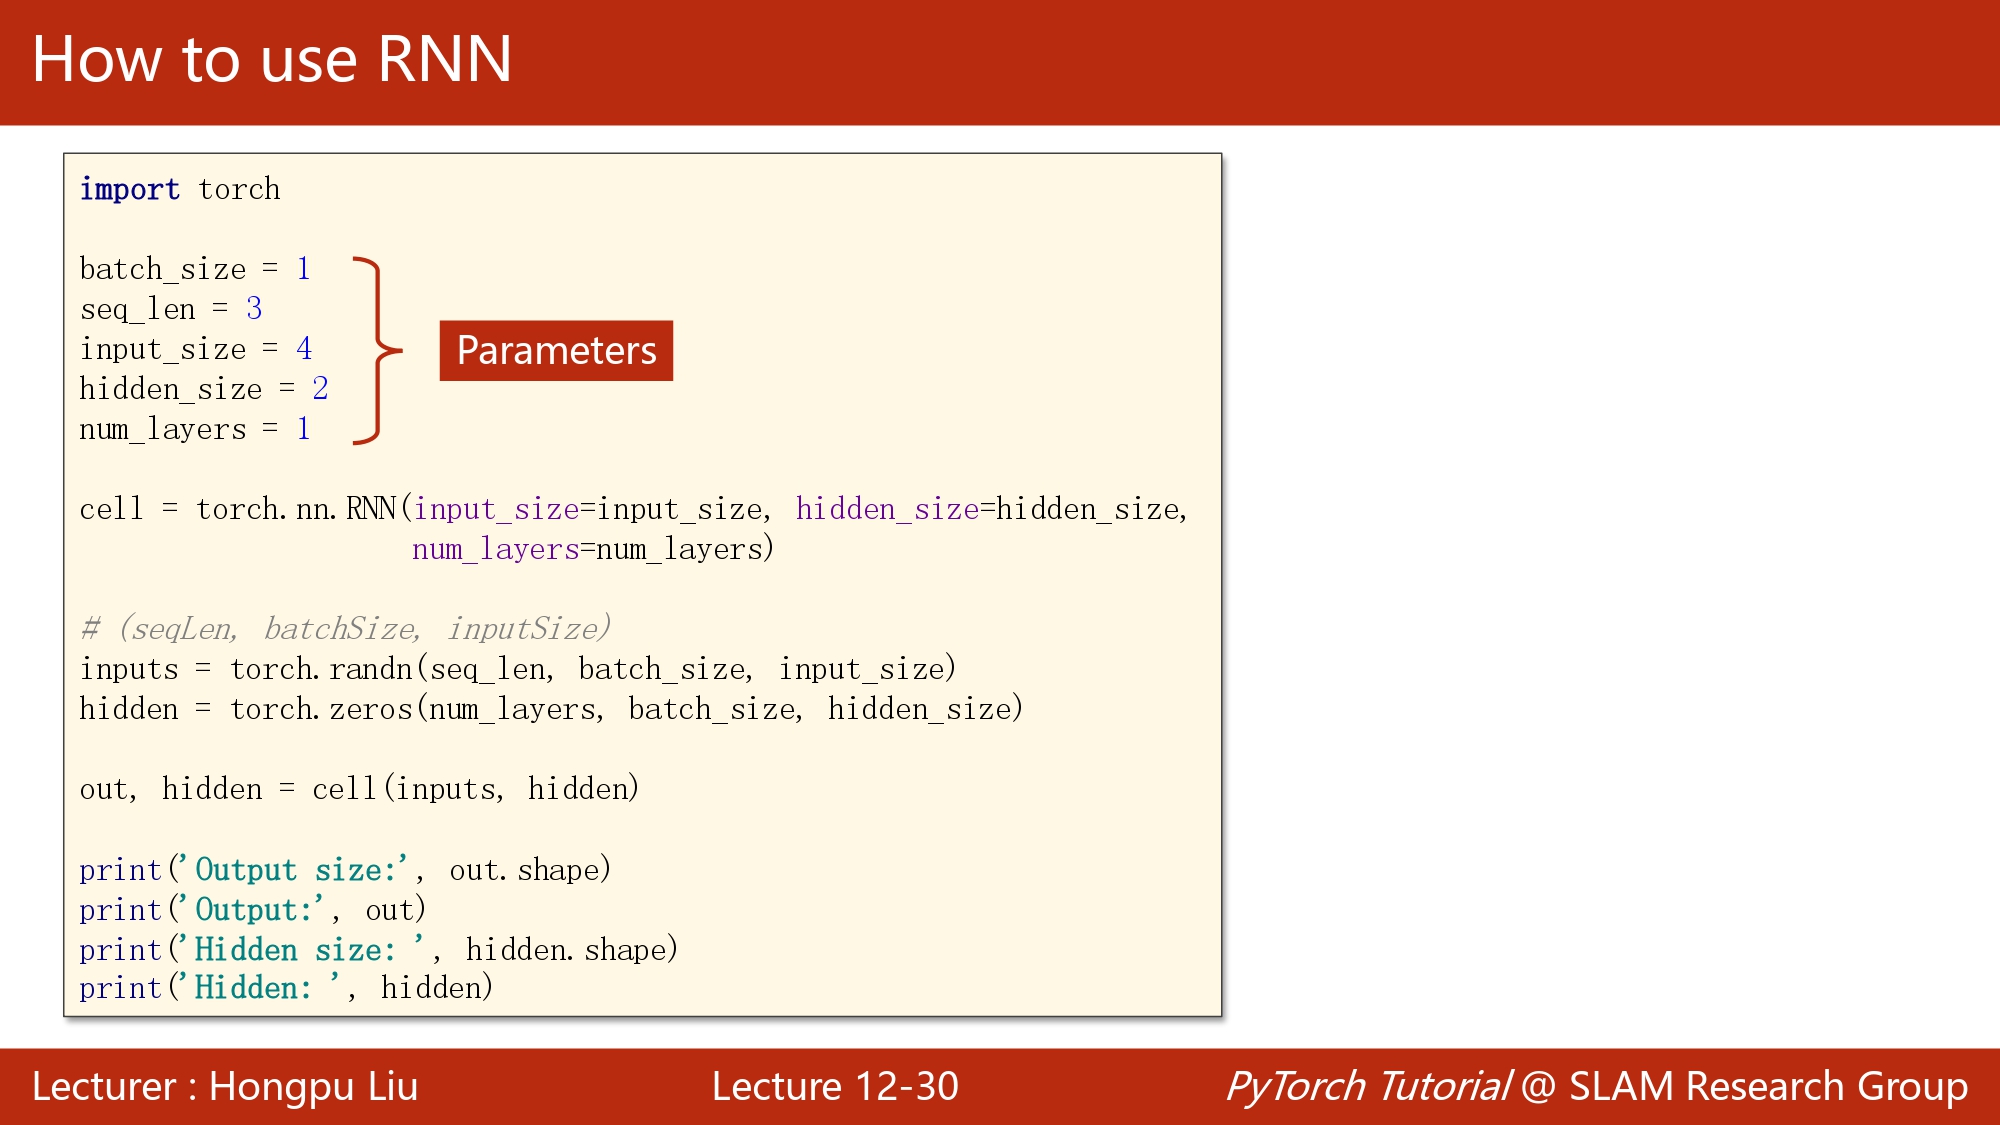 How to use RNN
import torch
batch_size = 1
seq_len = 3
input_size = 4
hidden_size = 2
num_layers = 1
Parameters
cell = torch.nn.RNN(input_size=input_size, hidden_size=hidden_size,
num_layers=num_layers)
# (seqLen, batchSize, inputSize)
inputs = torch.randn(seq_len, batch_size, input_size)
hidden = torch.zeros(num_layers, batch_size, hidden_size)
out, hidden = cell(inputs, hidden)
print('Output size:', out.shape)
print('Output:', out)
print('Hidden size: ', hidden.shape)
print('Hidden: ', hidden)
Lecturer : Hongpu Liu
Lecture 12-30
PyTorch Tutorial @ SLAM Research Group